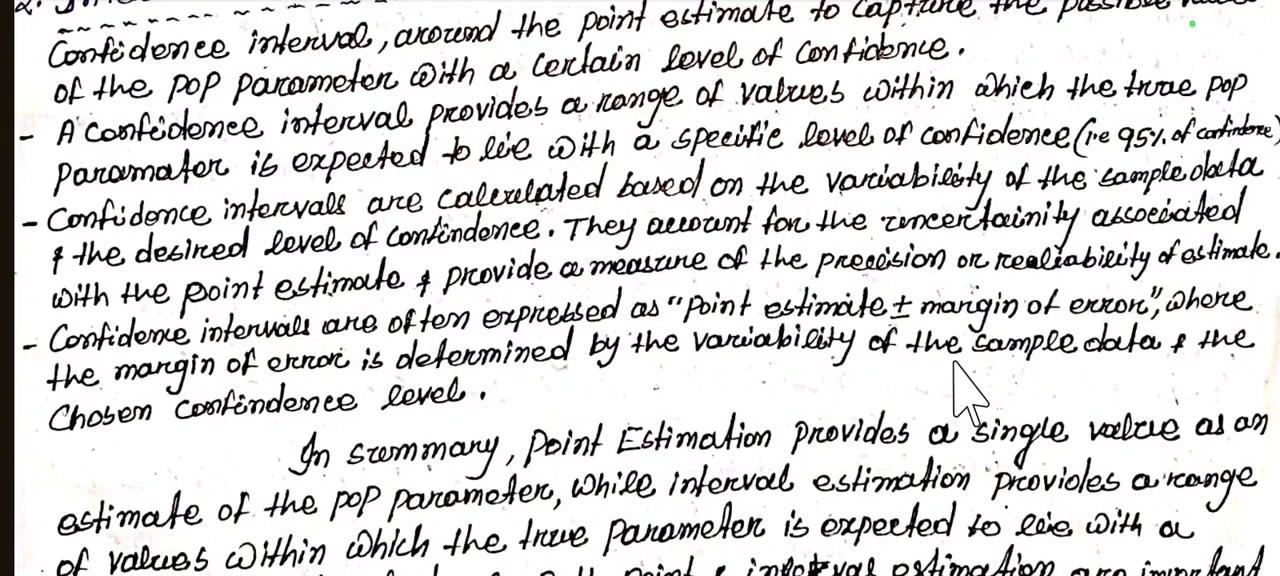 Confidence interval, around the point estimate to capture the possible
of the pop parameter with a certain level of confidence.
- A Confidence interval provides a range of values within which the true pop
paramater is expected to lie with a specific level of confidence (i.e 95% of confindence)
- Confidence intervals are calculated based on the variability of the sample data
& the desired level of confindence. They account for the uncertainity associated
with the point estimate & provide a measure of the precision or realiability of estimate.
- Confidence intervals are often expressed as "point estimate ± margin of error", where
the margin of error is determined by the variability of the sample data & the
Chosen confindence level.
In summary, Point Estimation provides a single value as an
estimate of the pop parameter, while interval estimation provides a range
of values within which the true parameter is expected to lie with a
point & interval estimation are